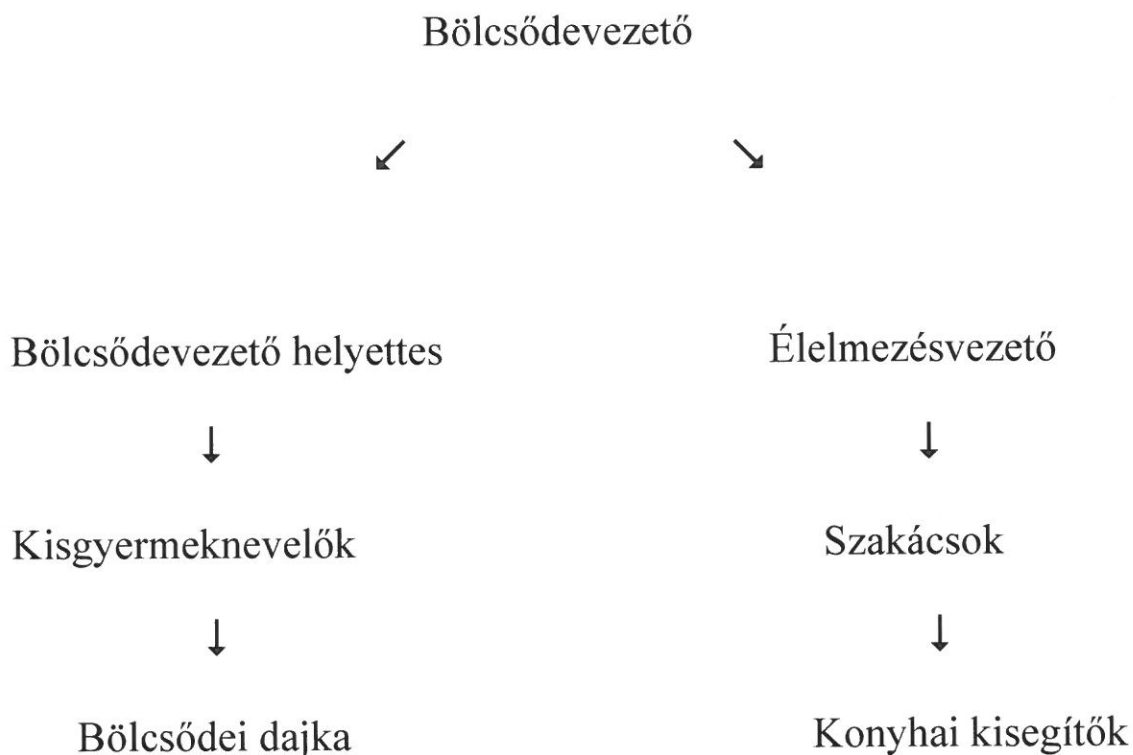 Bölcsődevezető
↙ ↘
Bölcsődevezető helyettes Élelmezésvezető
↓ ↓
Kisgyermeknevelők Szakácsok
↓ ↓
Bölcsődei dajka Konyhai kisegítők